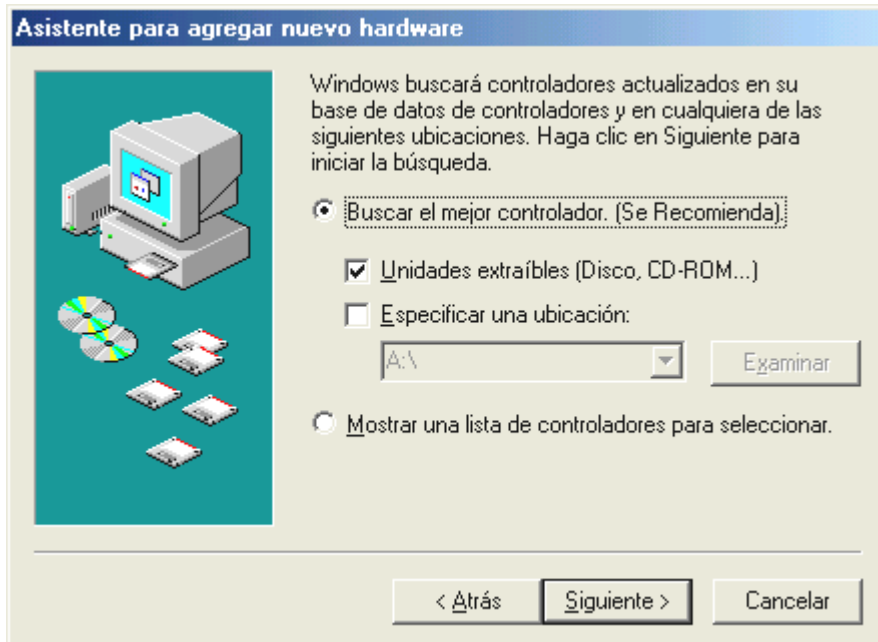 Asistente para agregar nuevo hardware
Windows buscará controladores actualizados en su
base de datos de controladores y en cualquiera de las
siguientes ubicaciones. Haga clic en Siguiente para
iniciar la búsqueda.
Buscar el mejor controlador. (Se Recomienda).
Unidades extraíbles (Disco, CD-ROM...)
Especificar una ubicación:
A:\
Examinar
Mostrar una lista de controladores para seleccionar.
< Atrás
Siguiente >
Cancelar